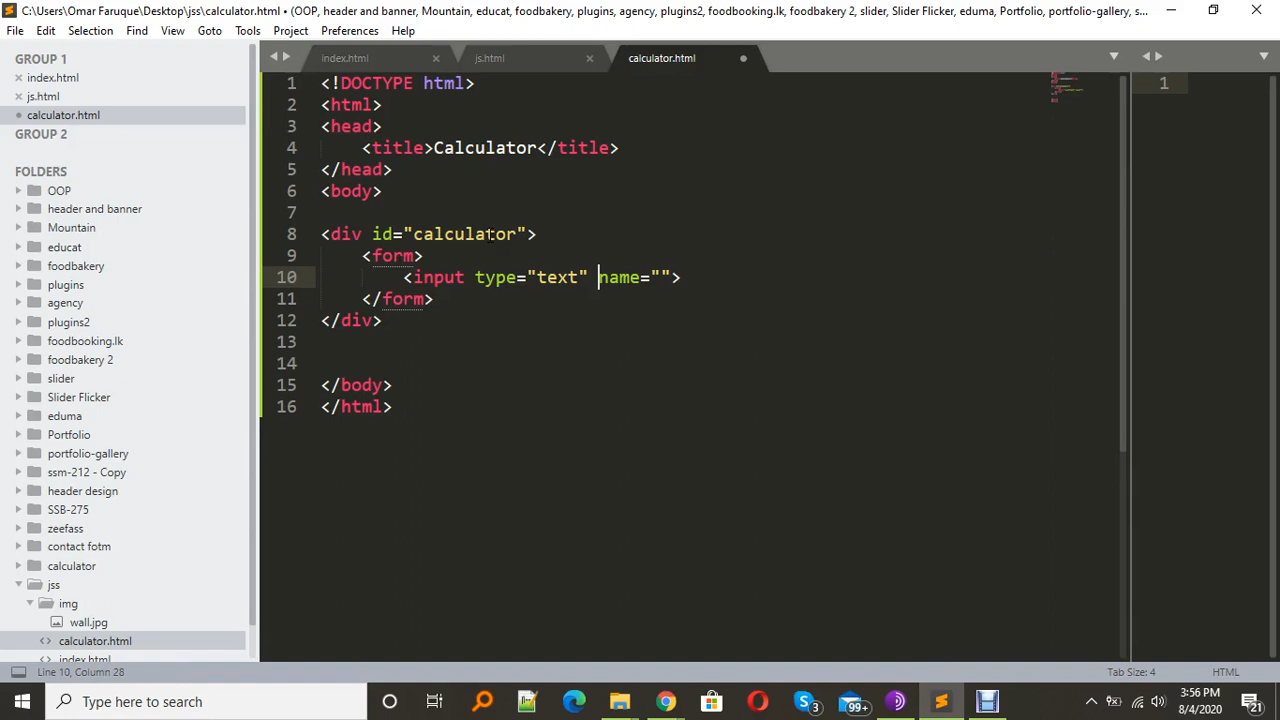 C:\Users\Omar Faruque\Desktop\jss\calculator.html • (OOP, header and banner, Mountain, educat, foodbakery, plugins, agency, plugins2, foodbooking.lk, foodbakery 2, slider, Slider Flicker, eduma, Portfolio, portfolio-gallery, s...
File Edit Selection Find View Goto Tools Project Preferences Help
GROUP 1
index.html
js.html
calculator.html
GROUP 2
FOLDERS
OOP
header and banner
Mountain
educat
foodbakery
plugins
agency
plugins2
foodbooking.lk
foodbakery 2
slider
Slider Flicker
eduma
Portfolio
portfolio-gallery
ssm-212 - Copy
header design
SSB-275
zeefass
contact fotm
calculator
jss
img
wall.jpg
calculator.html
index.html
index.html js.html calculator.html
1 <!DOCTYPE html>
2 <html>
3 <head>
4 <title>Calculator</title>
5 </head>
6 <body>
7
8 <div id="calculator">
9 <form>
10 <input type="text" name="">
11 </form>
12 </div>
13
14
15 </body>
16 </html>
1
Line 10, Column 28 Tab Size: 4 HTML
Type here to search
3
99+
3:56 PM
8/4/2020
21